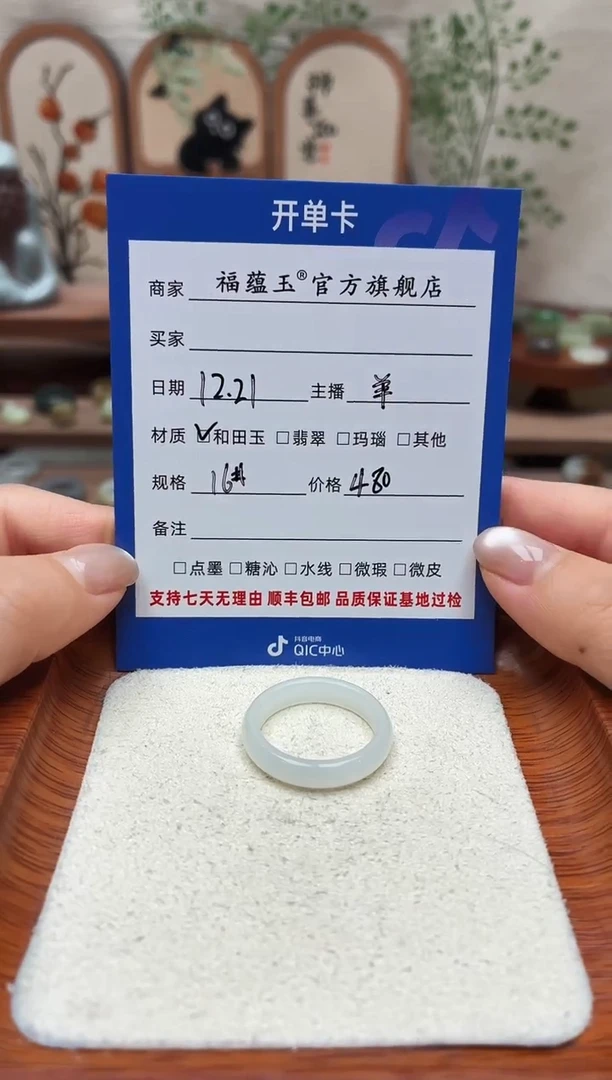 开单卡
商家 福蕴玉®官方旗舰店
买家
日期 12.21 主播 羊
材质 ☑和田玉 □翡翠 □玛瑙 □其他
规格 16# 价格 480
备注
□点墨 □糖沁 □水线 □微瑕 □微皮
支持七天无理由 顺丰包邮 品质保证基地过检
抖音电商
QIC中心